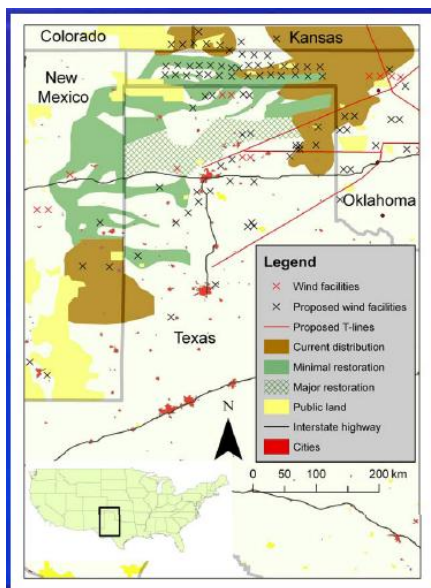 Colorado
Kansas
New
Mexico
Oklahoma
Texas
Legend
Wind facilities
Proposed wind facilities
Proposed T-lines
Current distribution
Minimal restoration
Major restoration
Public land
Interstate highway
Cities
N
0 50 100 200 km